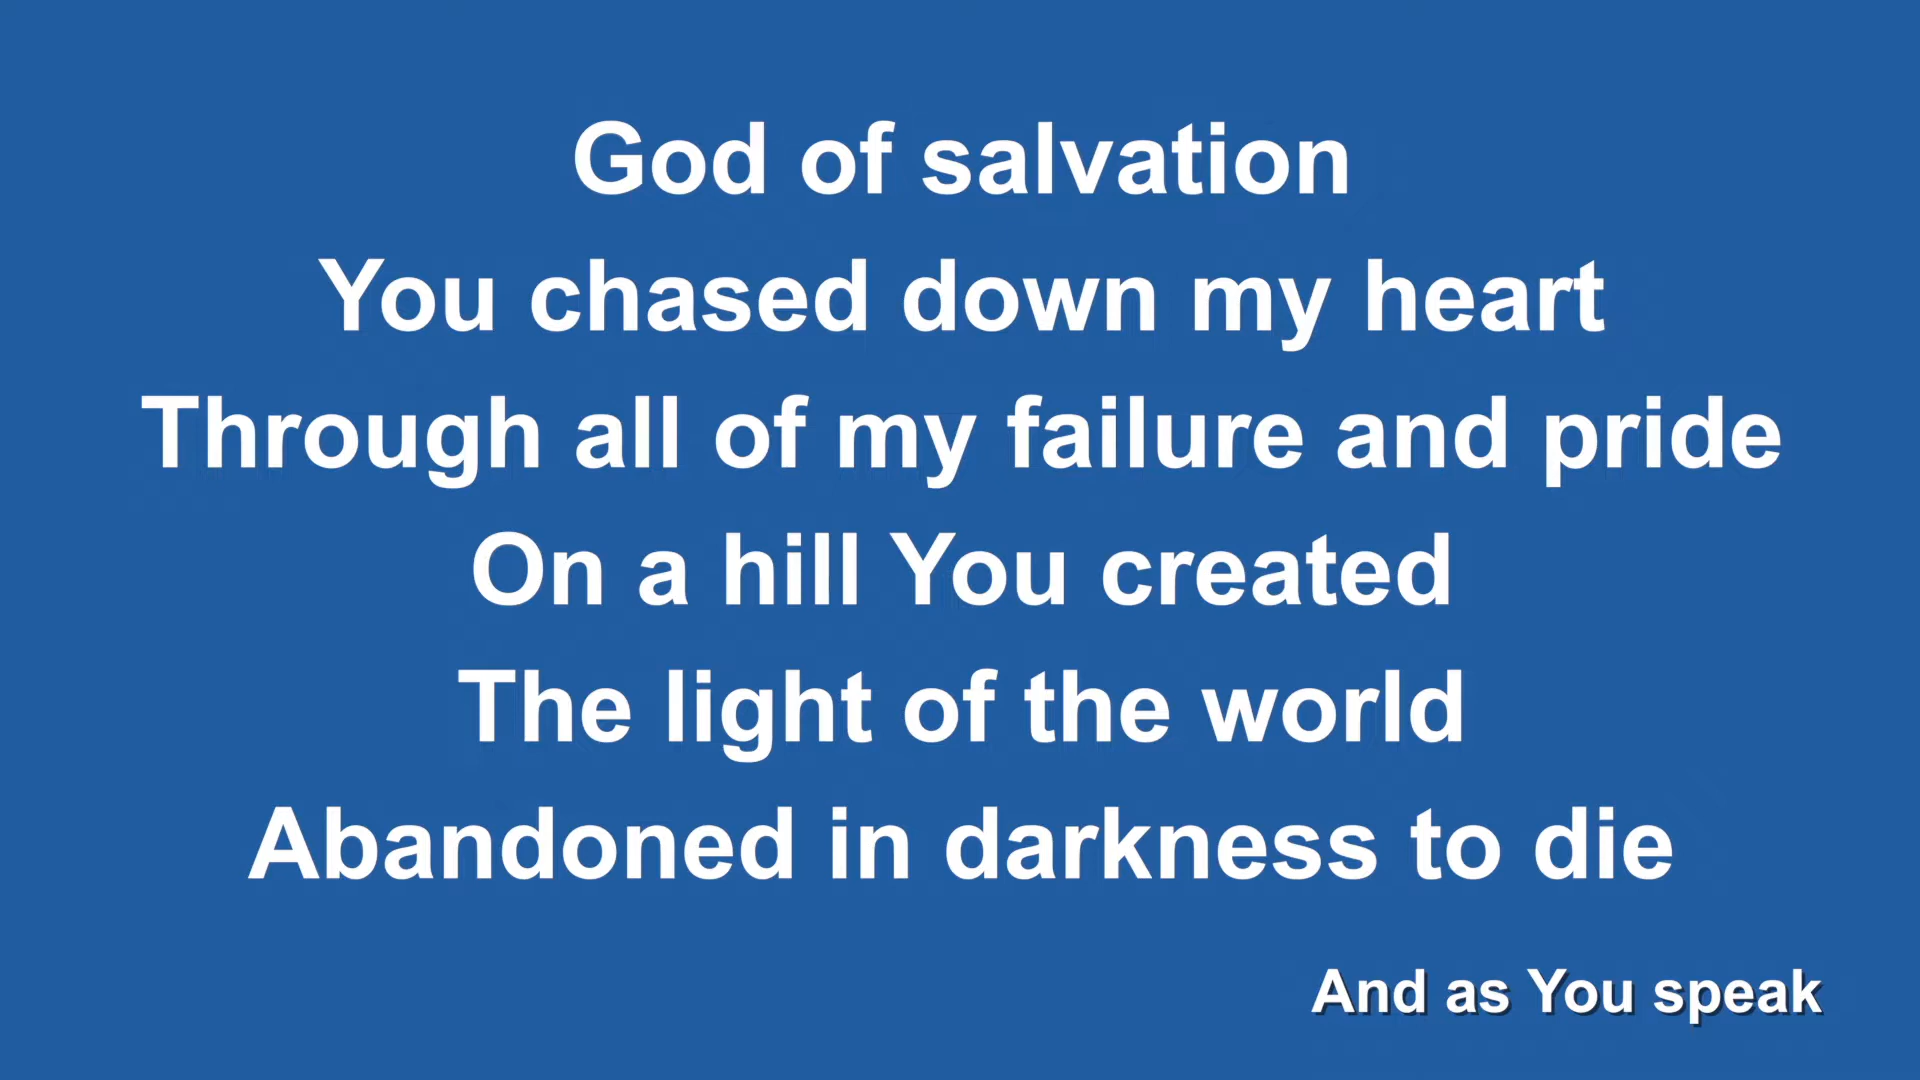 God of salvation
You chased down my heart
Through all of my failure and pride
On a hill You created
The light of the world
Abandoned in darkness to die
And as You speak